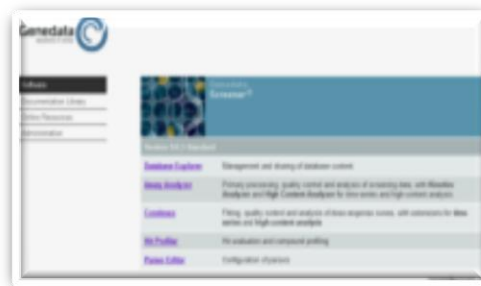 Genedata
Software
Documentation Library
Online Resources
Administration
Genedata
Screener®
Database Explorer Management and sharing of database content
Assay Analyzer Primary processing, quality control and analysis of screening data, with Kinetics
Analyzer and High Content Analyzer for time-series and high-content analysis
Condoseo Fitting, quality control and analysis of dose-response curves, with extensions for time
series and high-content analysis
Hit Profiler Hit evaluation and compound profiling
Parser Editor Configuration of parsers